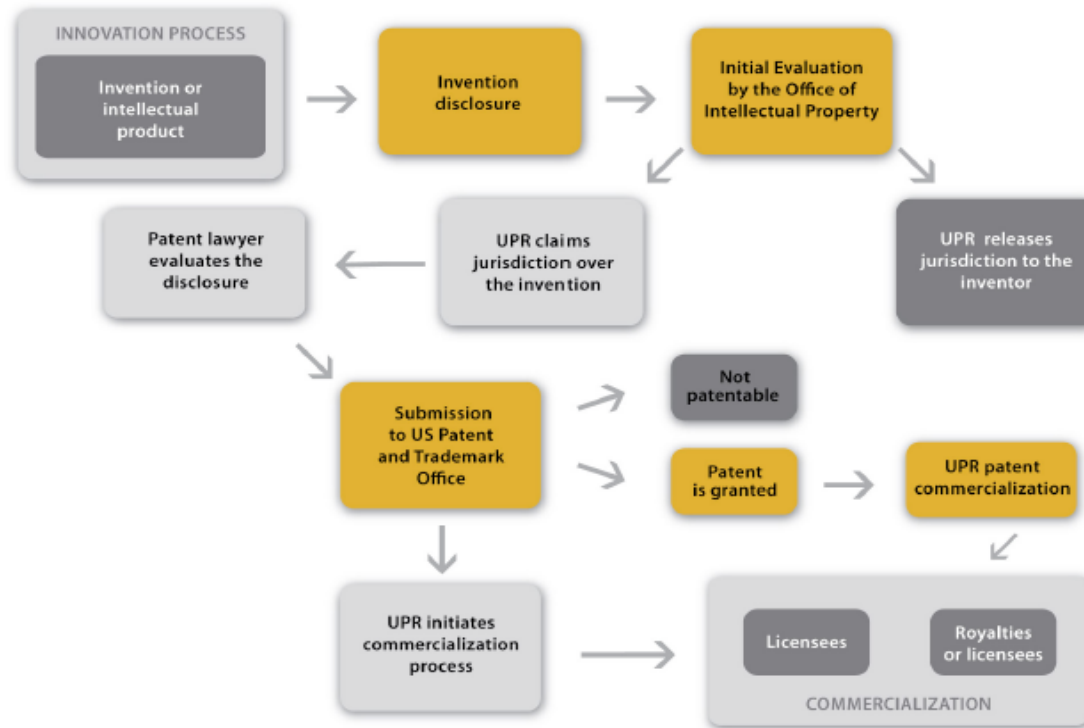 INNOVATION PROCESS
Invention or
intellectual
product
Invention
disclosure
Initial Evaluation
by the Office of
Intellectual Property
Patent lawyer
evaluates the
disclosure
UPR claims
jurisdiction over
the invention
UPR releases
jurisdiction to the
inventor
Submission
to US Patent
and Trademark
Office
Not
patentable
Patent
is granted
UPR patent
commercialization
UPR initiates
commercialization
process
Licensees
Royalties
or licensees
COMMERCIALIZATION